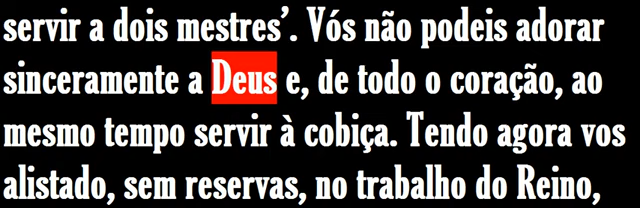 servir a dois mestres’. Vós não podeis adorar
sinceramente a Deus e, de todo o coração, ao
mesmo tempo servir à cobiça. Tendo agora vos
alistado, sem reservas, no trabalho do Reino,